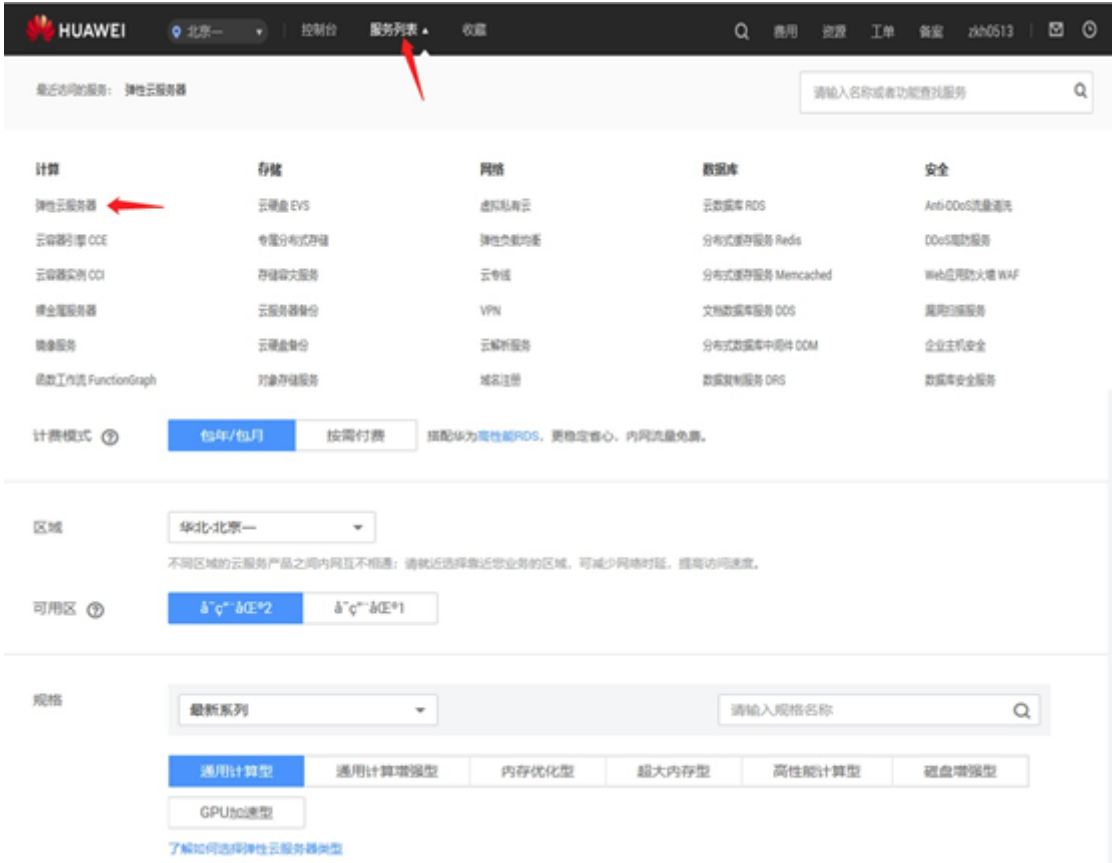 HUAWEI 北京一 控制台 服务列表 收藏 费用 资源 工单 备案 zkh0513
最近访问的服务: 弹性云服务器 请输入名称或者功能查找服务
计算 存储 网络 数据库 安全
弹性云服务器 云硬盘 EVS 虚拟私有云 云数据库 RDS Anti-DDoS流量清洗
云容器引擎 CCE 专属分布式存储 弹性负载均衡 分布式缓存服务 Redis DDoS高防服务
云容器实例 CCI 存储容灾服务 云专线 分布式缓存服务 Memcached Web应用防火墙 WAF
裸金属服务器 云服务器备份 VPN 文档数据库服务 DDS 漏洞扫描服务
镜像服务 云硬盘备份 云解析服务 分布式数据库中间件 DDM 企业主机安全
函数工作流 FunctionGraph 对象存储服务 域名注册 数据复制服务 DRS 数据库安全服务
计费模式 ? 包年/包月 按需付费 搭配华为高性能RDS，更稳定省心、内网流量免费。
区域 华北-北京一
不同区域的云服务产品之间内网互不相通；请就近选择靠近您业务的区域，可减少网络时延，提高访问速度。
可用区 ? å¯ç”¨åŒº2 å¯ç”¨åŒº1
规格 最新系列 请输入规格名称
通用计算型 通用计算增强型 内存优化型 超大内存型 高性能计算型 磁盘增强型
GPU加速型
了解如何选择弹性云服务器类型